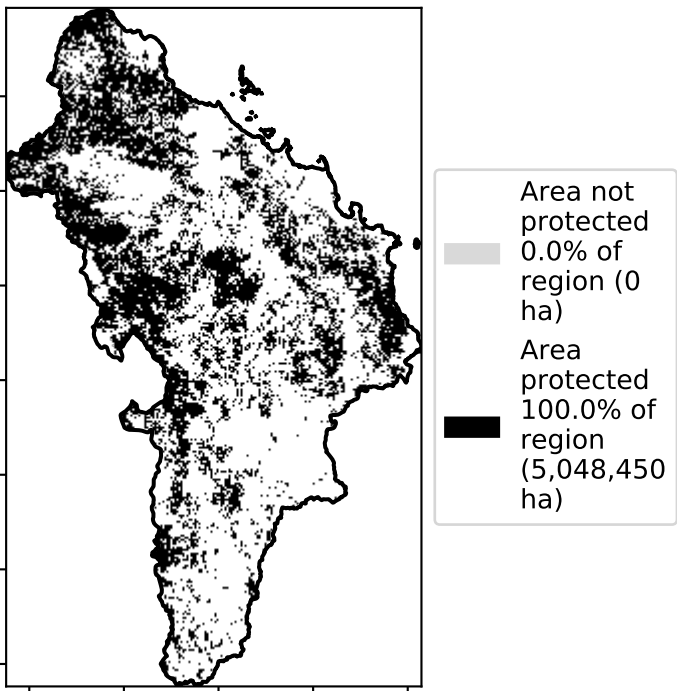 Area not
protected
0.0% of
region (0
ha)
Area
protected
100.0% of
region
(5,048,450
ha)